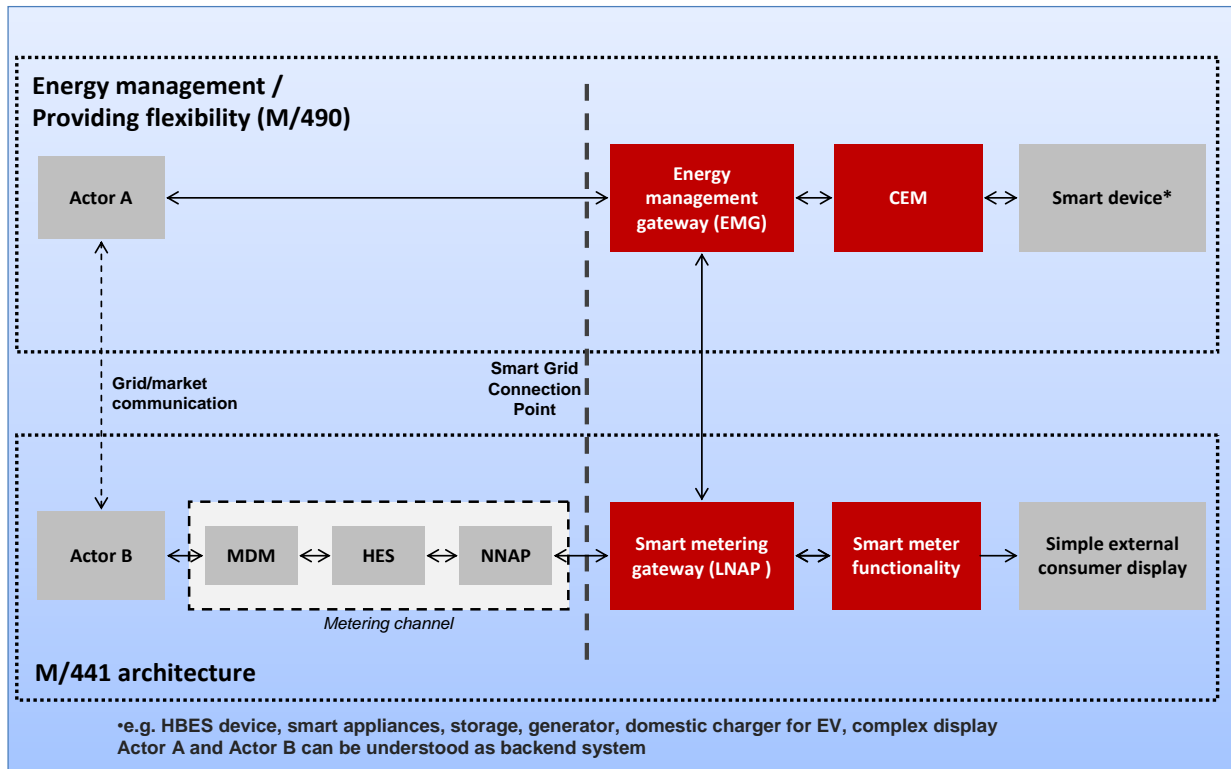 Energy management /
Providing flexibility (M/490)
Actor A
Energy
management
gateway (EMG)
CEM
Smart device*
Grid/market
communication
Smart Grid
Connection
Point
Actor B
MDM
HES
NNAP
Smart metering
gateway (LNAP )
Smart meter
functionality
Simple external
consumer display
Metering channel
M/441 architecture
•e.g. HBES device, smart appliances, storage, generator, domestic charger for EV, complex display
Actor A and Actor B can be understood as backend system